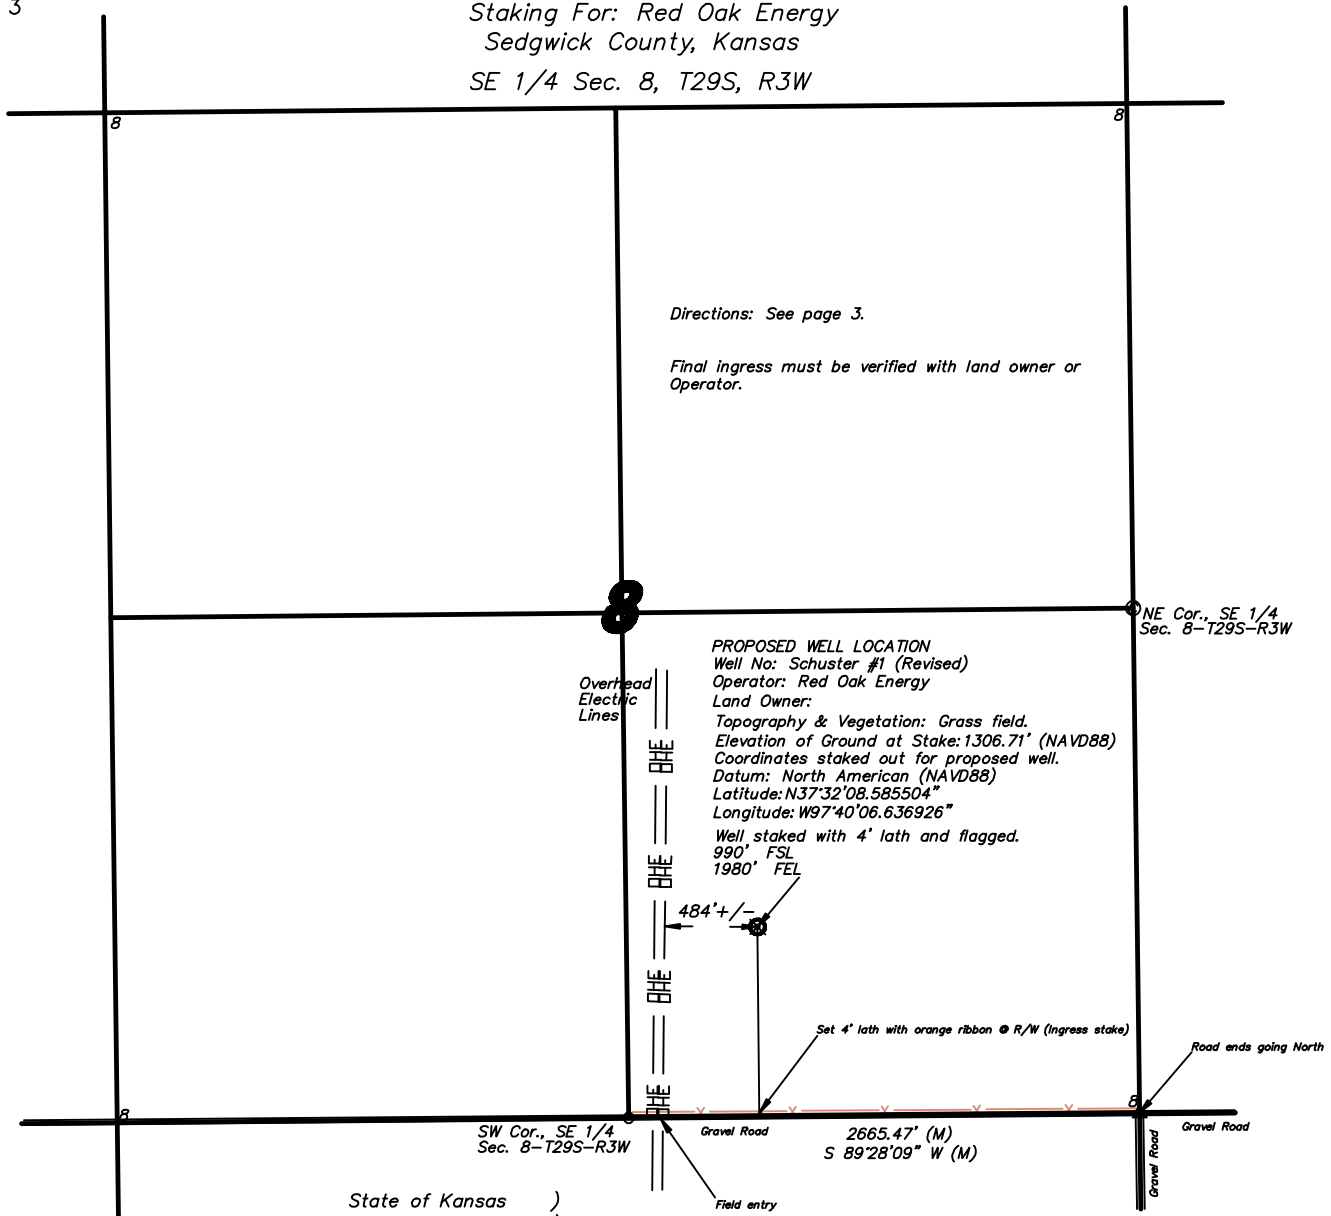 3
Staking For: Red Oak Energy
Sedgwick County, Kansas
SE 1/4 Sec. 8, T29S, R3W
8
8
Directions: See page 3.
Final ingress must be verified with land owner or
Operator.
8
NE Cor., SE 1/4
Sec. 8-T29S-R3W
PROPOSED WELL LOCATION
Well No: Schuster #1 (Revised)
Operator: Red Oak Energy
Land Owner:
Topography & Vegetation: Grass field.
Elevation of Ground at Stake: 1306.71' (NAVD88)
Coordinates staked out for proposed well.
Datum: North American (NAVD88)
Latitude: N37°32'08.585504"
Longitude: W97°40'06.636926"
Well staked with 4' lath and flagged.
990' FSL
1980' FEL
Overhead
Electric
Lines
OHE
OHE
OHE
OHE
OHE
OHE
OHE
OHE
484'+/-
Set 4' lath with orange ribbon @ R/W (Ingress stake)
Road ends going North
8
8
X X X X X
SW Cor., SE 1/4
Sec. 8-T29S-R3W
Gravel Road
2665.47' (M)
S 89°28'09" W (M)
Gravel Road
Gravel Road
Field entry
State of Kansas )